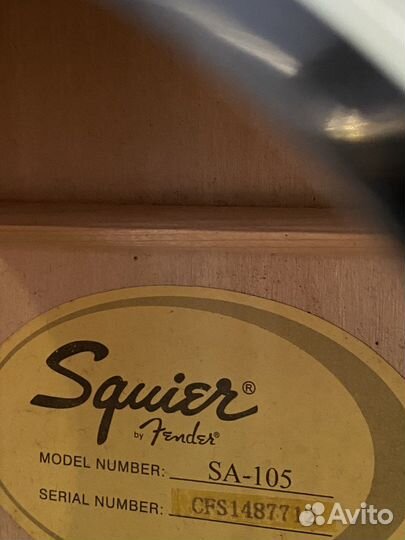 Squier®
by Fender®
MODEL NUMBER: SA-105
SERIAL NUMBER:
Avito